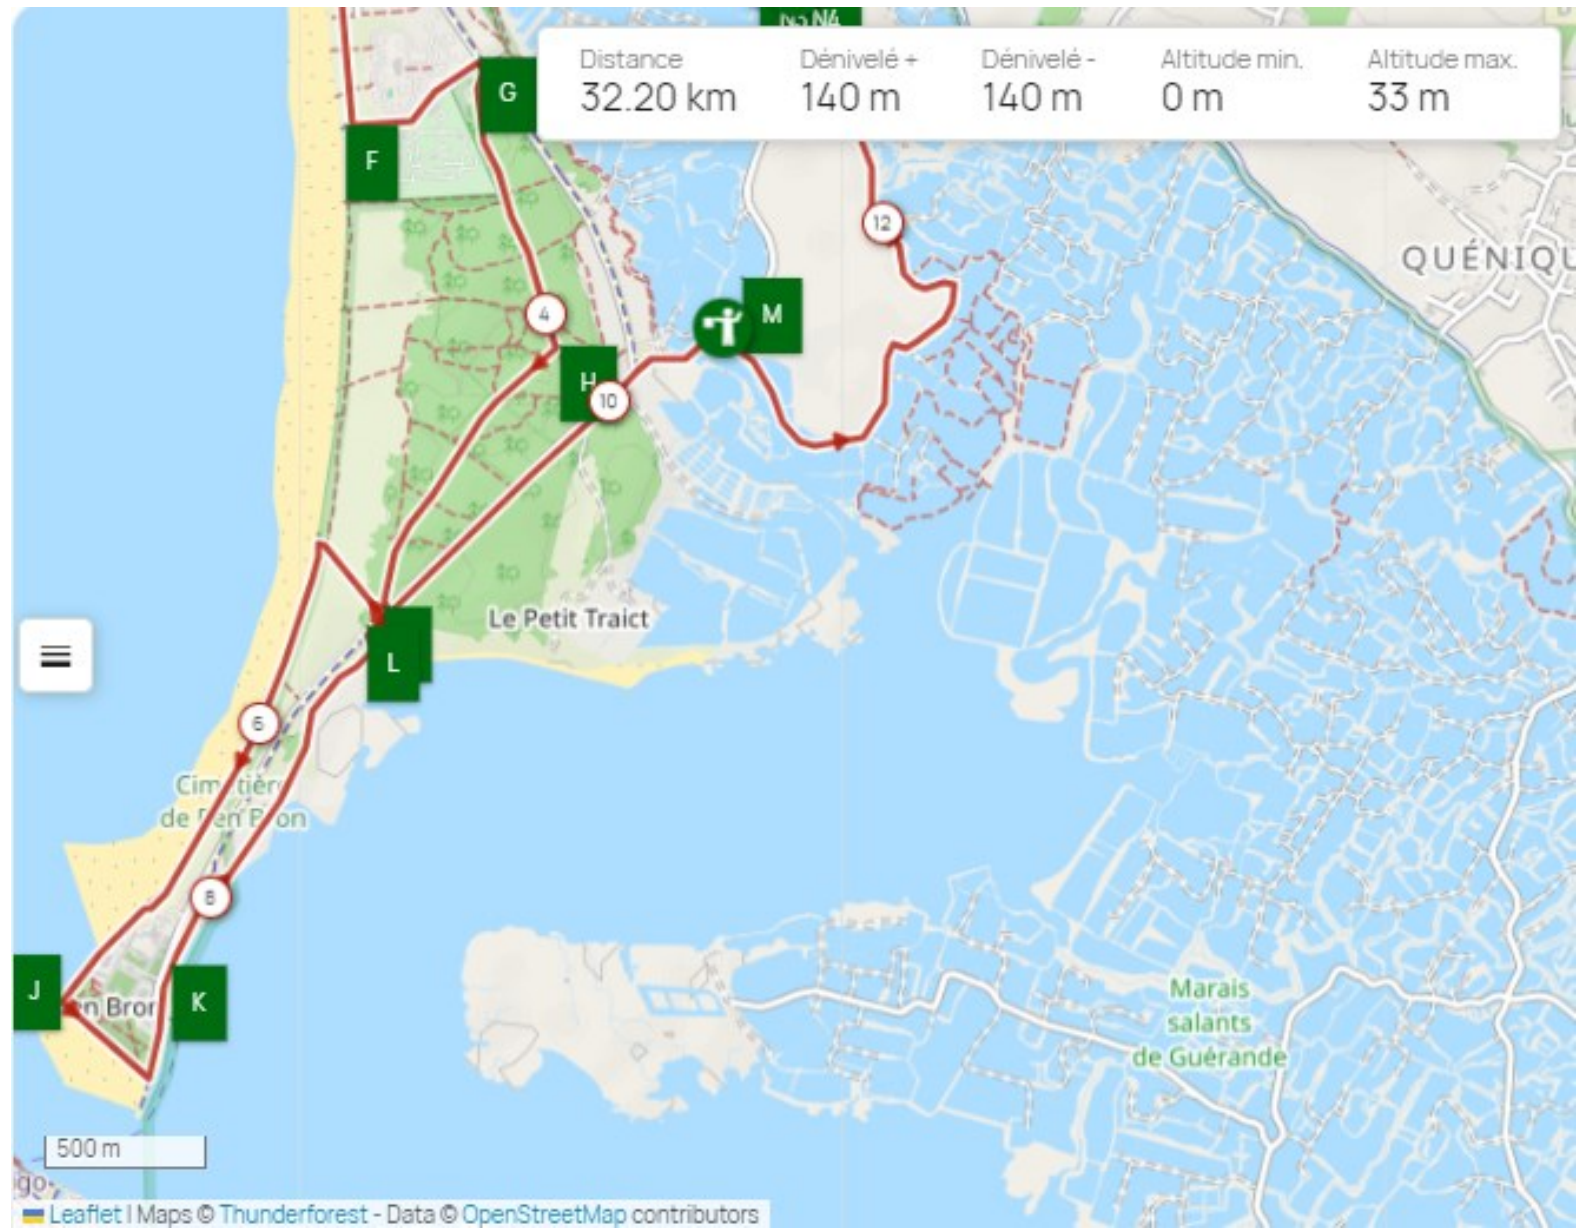 Distance
32.20 km
Dénivelé +
140 m
Dénivelé -
140 m
Altitude min.
0 m
Altitude max.
33 m
G
F
12
QUÉNIQU
M
4
H
10
Le Petit Traict
L
6
Cimetière
de Pen Bron
8
J
en Bron
K
Marais
salants
de Guérande
500 m
igo
Leaflet | Maps © Thunderforest - Data © OpenStreetMap contributors